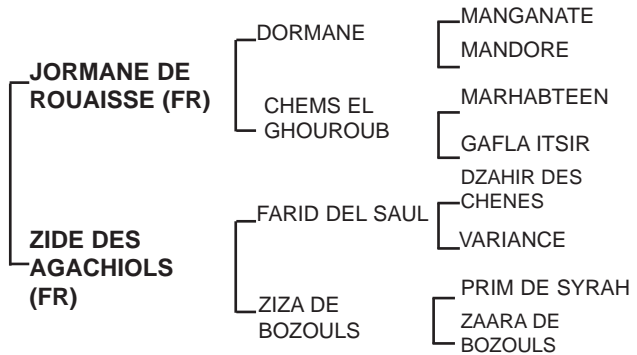 JORMANE DE
ROUAISSE (FR)
ZIDE DES
AGACHIOLS
(FR)
DORMANE
CHEMS EL
GHOUROUB
FARID DEL SAUL
ZIZA DE
BOZOULS
MANGANATE
MANDORE
MARHABTEEN
GAFLA ITSIR
DZAHIR DES
CHENES
VARIANCE
PRIM DE SYRAH
ZAARA DE
BOZOULS